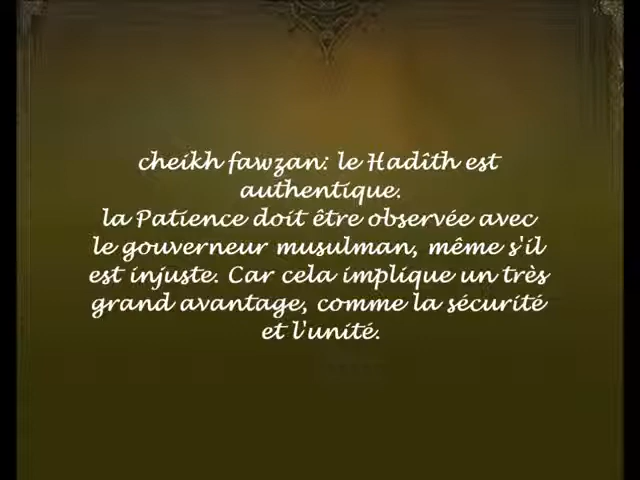 cheikh fawzan: le Hadîth est
authentique.
la Patience doit être observée avec
le gouverneur musulman, même s'il
est injuste. Car cela implique un très
grand avantage, comme la sécurité
et l'unité.